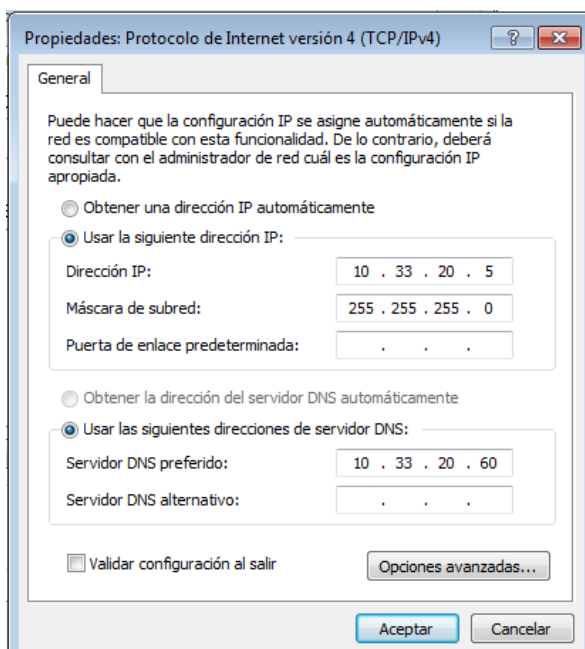 Propiedades: Protocolo de Internet versión 4 (TCP/IPv4)
General
Puede hacer que la configuración IP se asigne automáticamente si la
red es compatible con esta funcionalidad. De lo contrario, deberá
consultar con el administrador de red cuál es la configuración IP
apropiada.
Obtener una dirección IP automáticamente
Usar la siguiente dirección IP:
Dirección IP: 10 . 33 . 20 . 5
Máscara de subred: 255 . 255 . 255 . 0
Puerta de enlace predeterminada: . . .
Obtener la dirección del servidor DNS automáticamente
Usar las siguientes direcciones de servidor DNS:
Servidor DNS preferido: 10 . 33 . 20 . 60
Servidor DNS alternativo: . . .
Validar configuración al salir
Opciones avanzadas...
Aceptar Cancelar